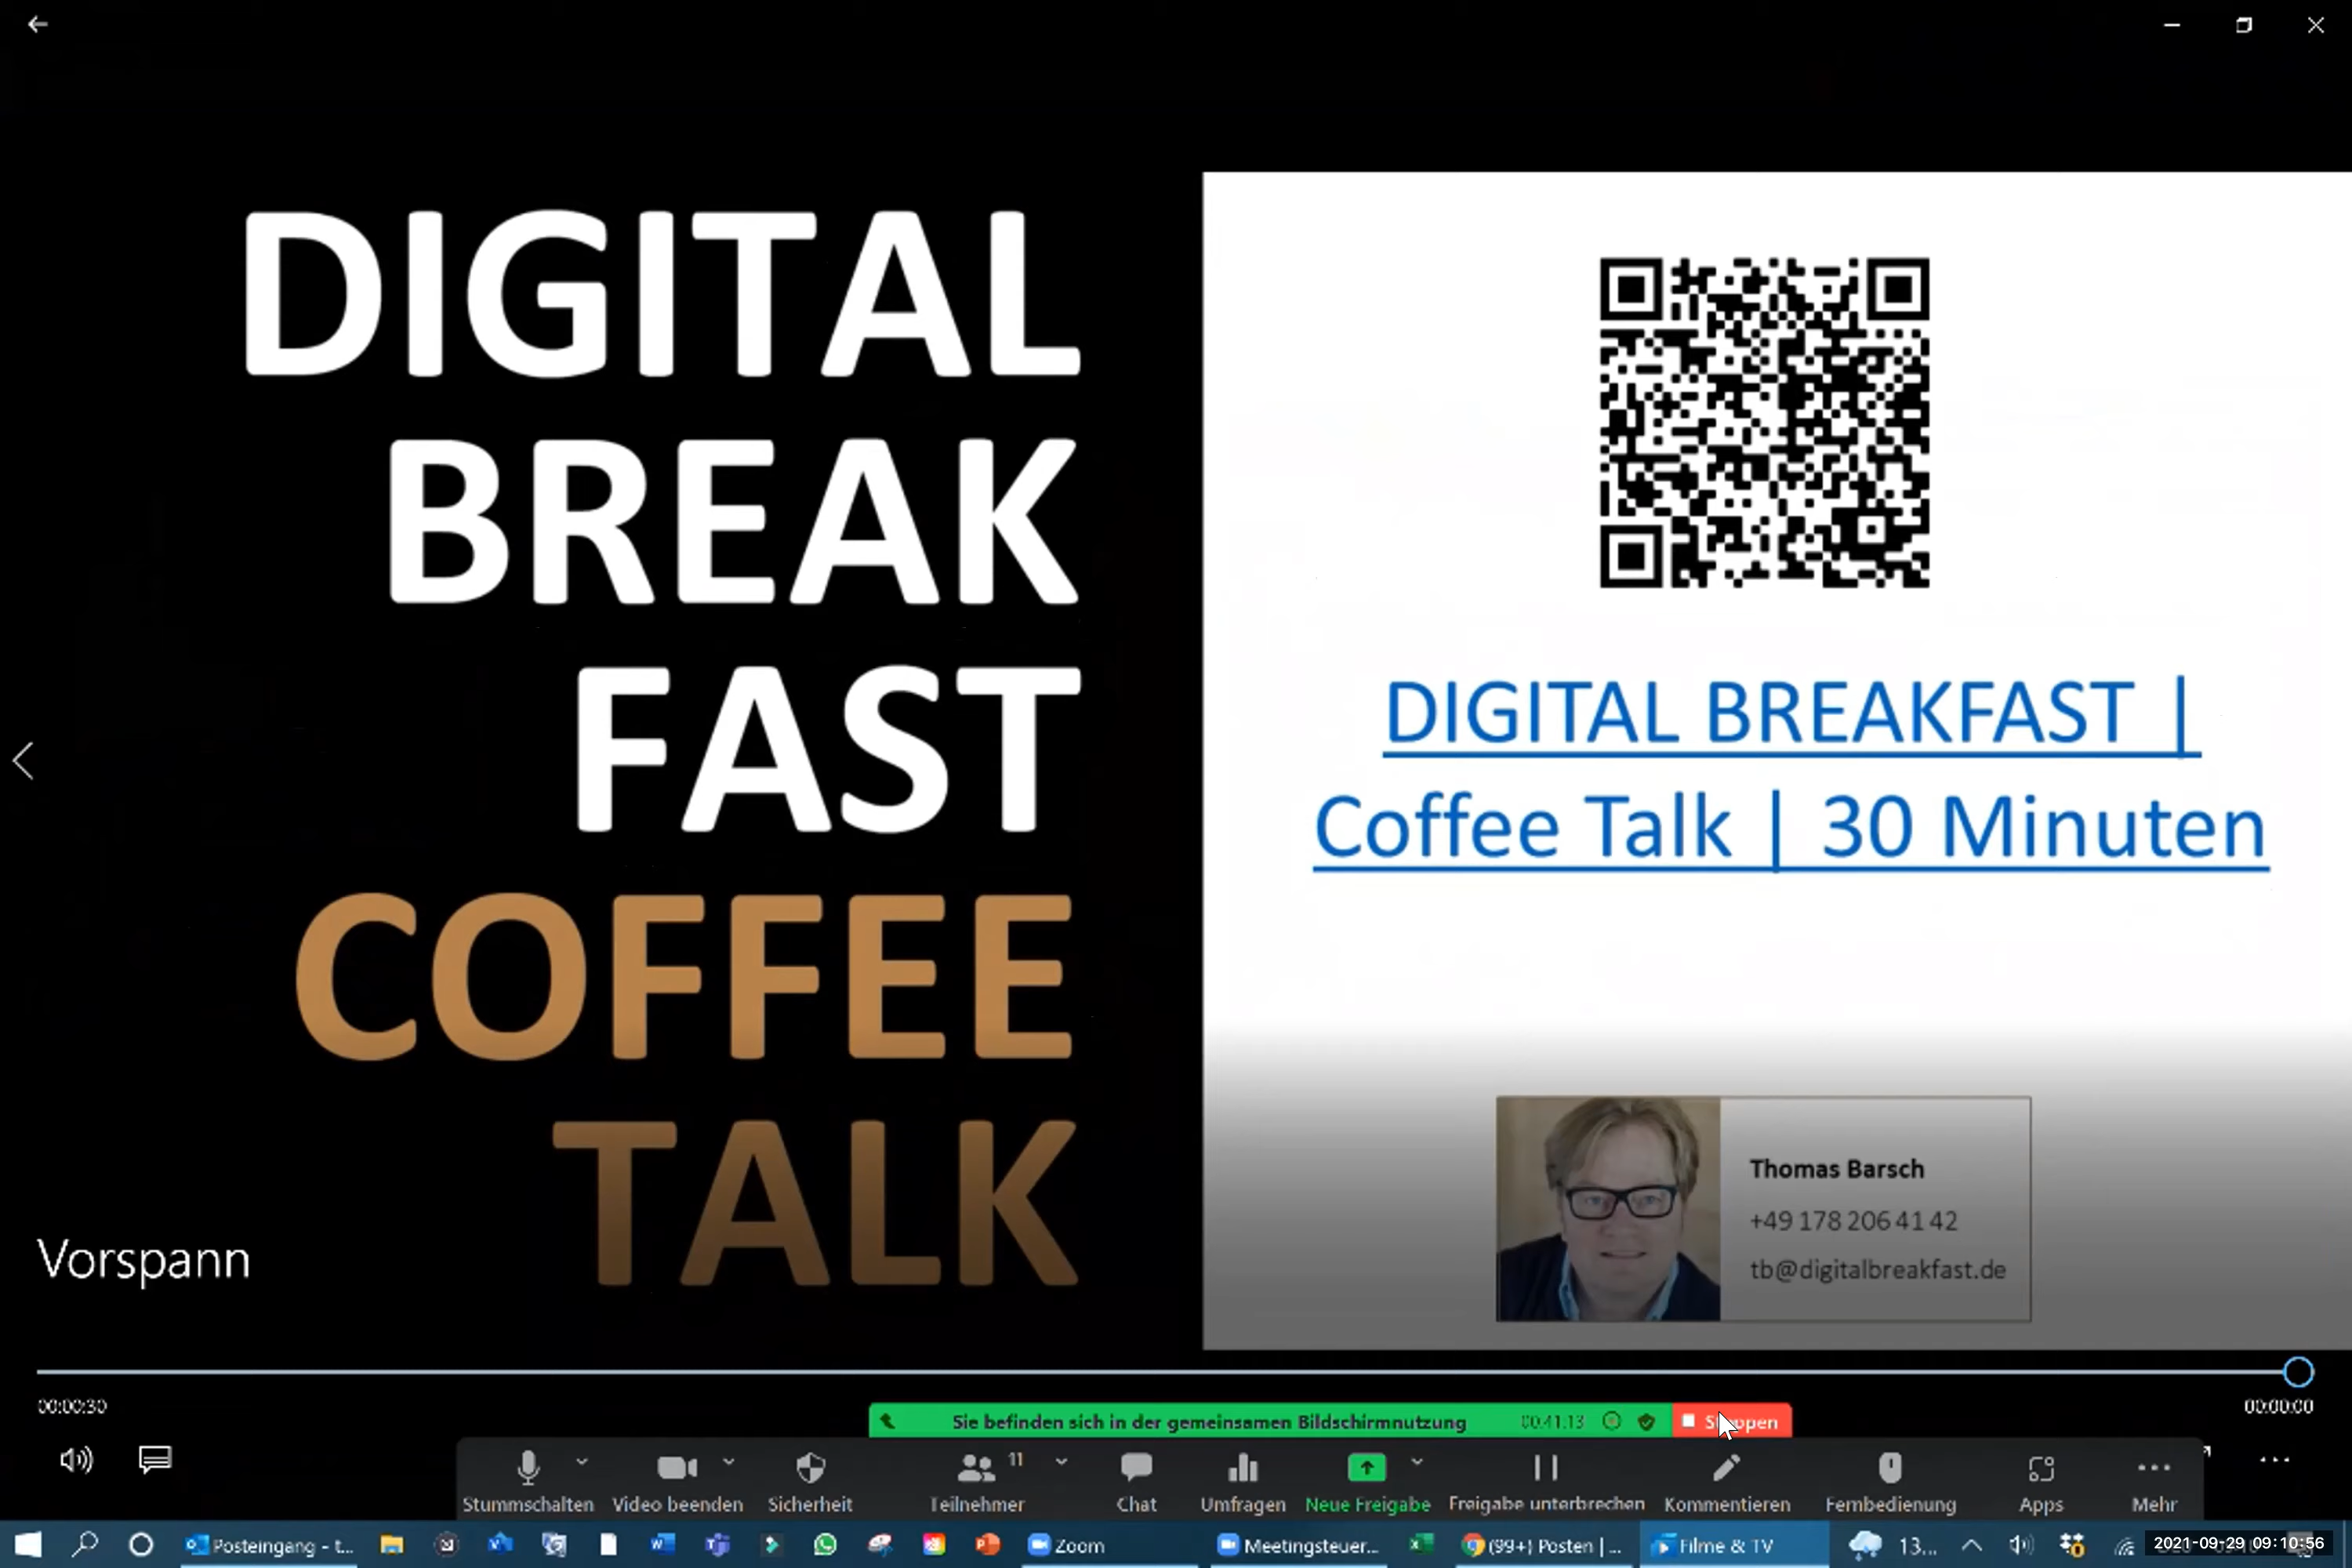 DIGITAL
BREAK
FAST
COFFEE
TALK
DIGITAL BREAKFAST |
Coffee Talk | 30 Minuten
Thomas Barsch
+49 178 206 41 42
tb@digitalbreakfast.de
Vorspann
00:00:30
00:00:00
Sie befinden sich in der gemeinsamen Bildschirmnutzung 00:41:13
Stummschalten Video beenden Sicherheit Teilnehmer 11 Chat Umfragen Neue Freigabe Freigabe unterbrechen Kommentieren Fernbedienung Apps Mehr
Posteingang - t... Zoom Meetingsteuer... (99+) Posten | ... Filme & TV 13... 2021-09-29 09:10:56